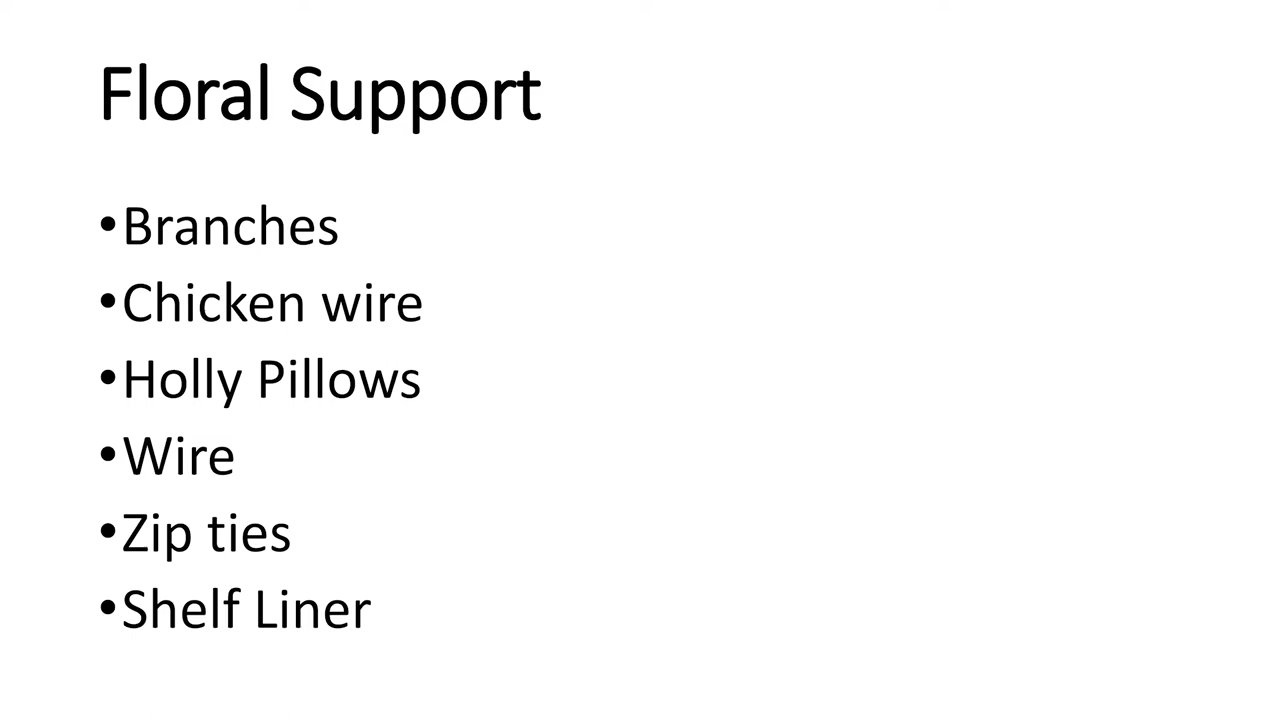 Floral Support
•Branches
•Chicken wire
•Holly Pillows
•Wire
•Zip ties
•Shelf Liner